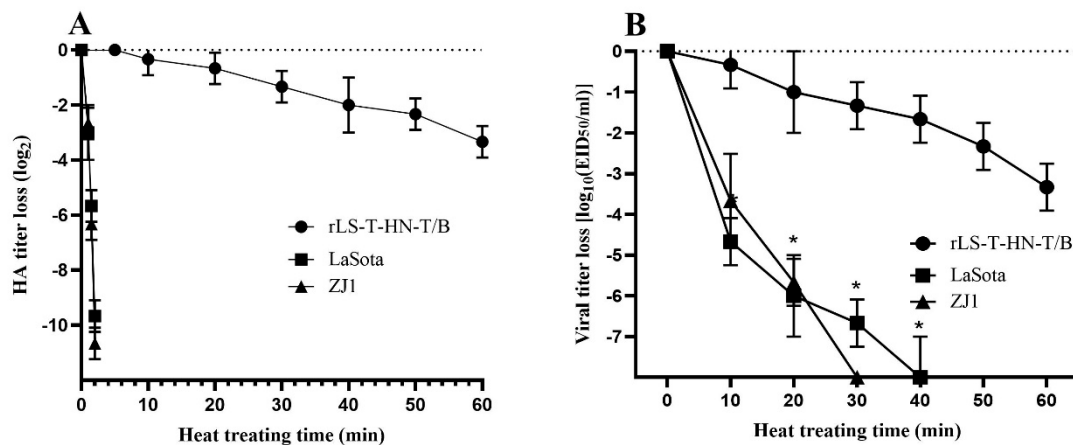 A
HA titer loss (log2)
0
-2
-4
-6
-8
-10
rLS-T-HN-T/B
LaSota
ZJ1
0 10 20 30 40 50 60
Heat treating time (min)
B
Viral titer loss [log10(EID50/ml)]
0
-1
-2
-3
-4
-5
-6
-7
*
*
*
*
rLS-T-HN-T/B
LaSota
ZJ1
0 10 20 30 40 50 60
Heat treating time (min)